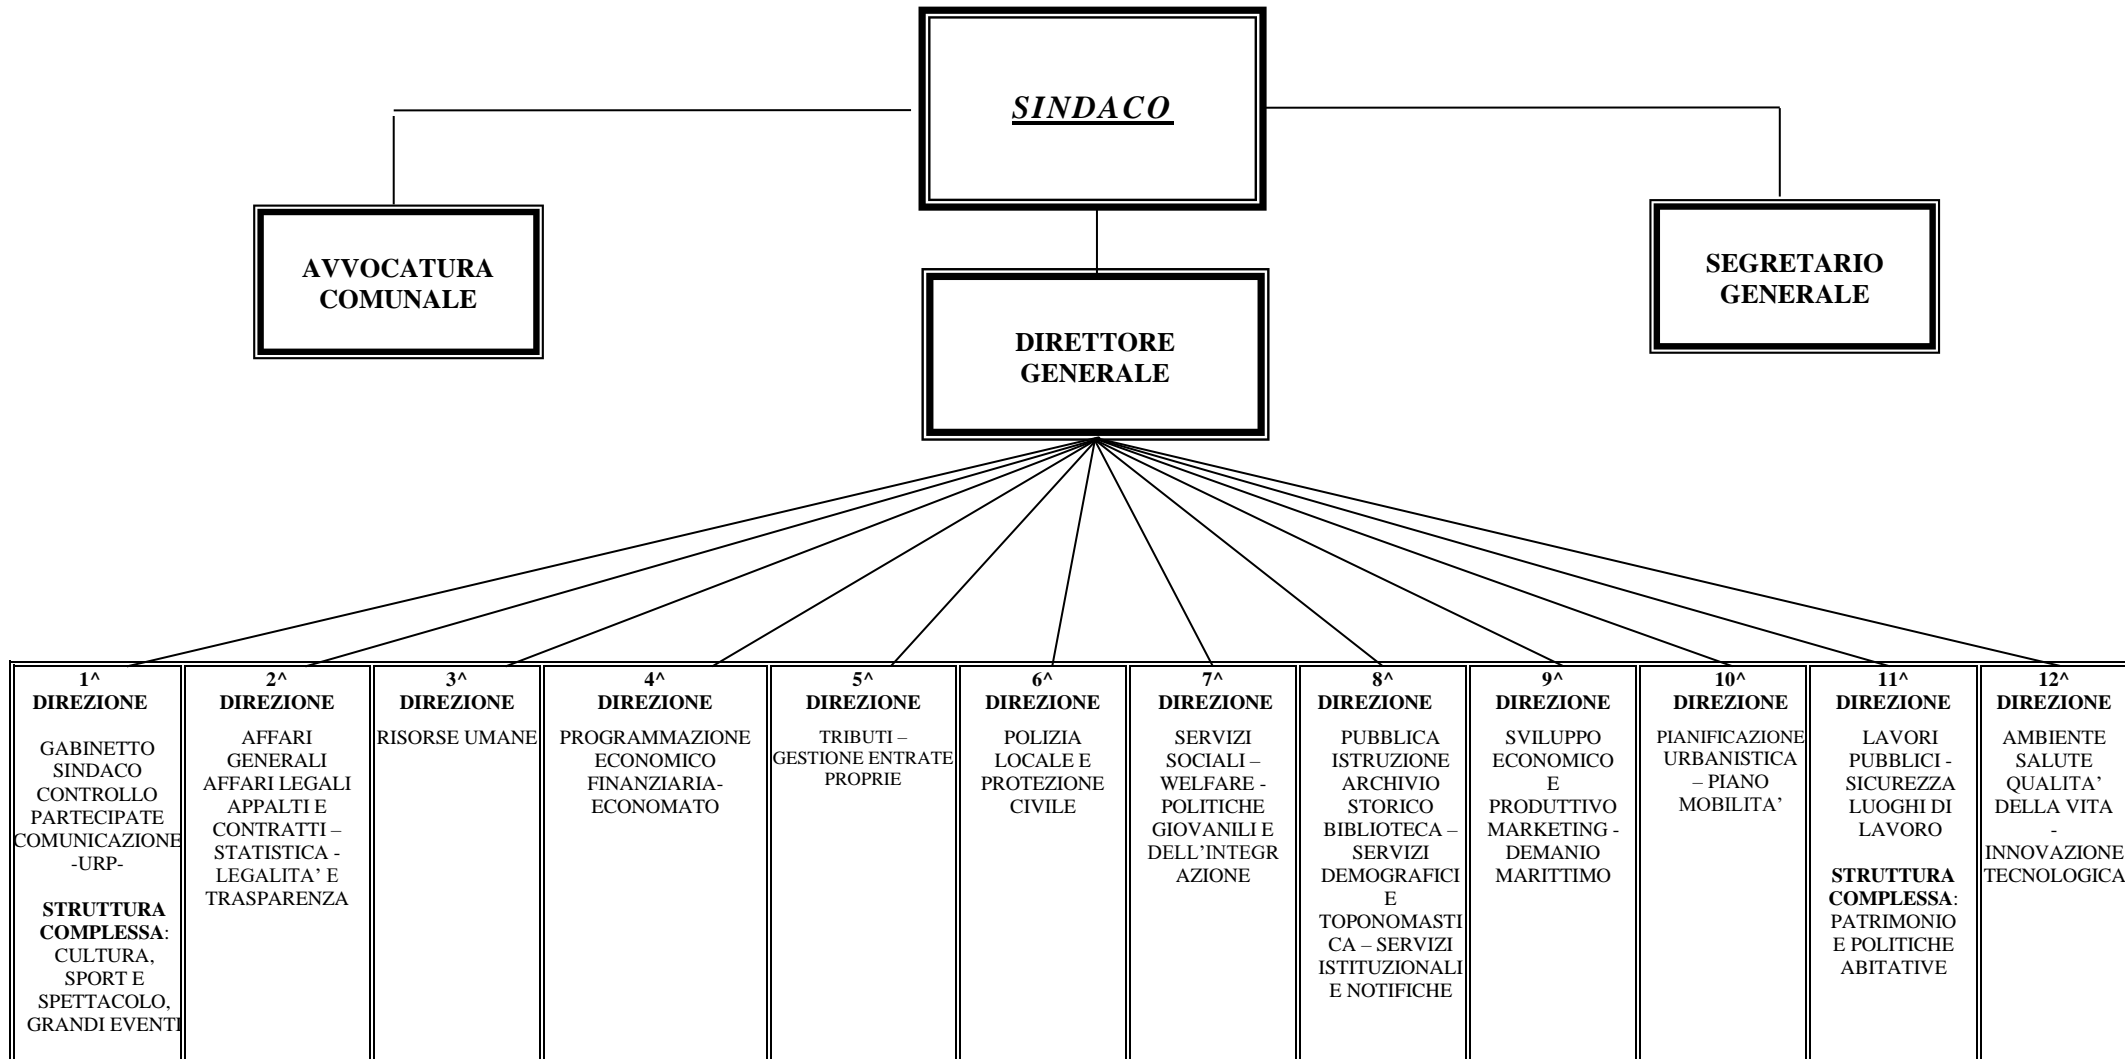 SINDACO
AVVOCATURA
COMUNALE
SEGRETARIO
GENERALE
DIRETTORE
GENERALE
1^
DIREZIONE
GABINETTO
SINDACO
CONTROLLO
PARTECIPATE
COMUNICAZIONE
-URP-
STRUTTURA
COMPLESSA:
CULTURA,
SPORT E
SPETTACOLO,
GRANDI EVENTI
2^
DIREZIONE
AFFARI
GENERALI
AFFARI LEGALI
APPALTI E
CONTRATTI –
STATISTICA -
LEGALITA’ E
TRASPARENZA
3^
DIREZIONE
RISORSE UMANE
4^
DIREZIONE
PROGRAMMAZIONE
ECONOMICO
FINANZIARIA-
ECONOMATO
5^
DIREZIONE
TRIBUTI –
GESTIONE ENTRATE
PROPRIE
6^
DIREZIONE
POLIZIA
LOCALE E
PROTEZIONE
CIVILE
7^
DIREZIONE
SERVIZI
SOCIALI –
WELFARE -
POLITICHE
GIOVANILI E
DELL’INTEGR
AZIONE
8^
DIREZIONE
PUBBLICA
ISTRUZIONE
ARCHIVIO
STORICO
BIBLIOTECA –
SERVIZI
DEMOGRAFICI
E
TOPONOMASTI
CA – SERVIZI
ISTITUZIONALI
E NOTIFICHE
9^
DIREZIONE
SVILUPPO
ECONOMICO
E
PRODUTTIVO
MARKETING -
DEMANIO
MARITTIMO
10^
DIREZIONE
PIANIFICAZIONE
URBANISTICA
– PIANO
MOBILITA’
11^
DIREZIONE
LAVORI
PUBBLICI -
SICUREZZA
LUOGHI DI
LAVORO
STRUTTURA
COMPLESSA:
PATRIMONIO
E POLITICHE
ABITATIVE
12^
DIREZIONE
AMBIENTE
SALUTE
QUALITA’
DELLA VITA
-
INNOVAZIONE
TECNOLOGICA